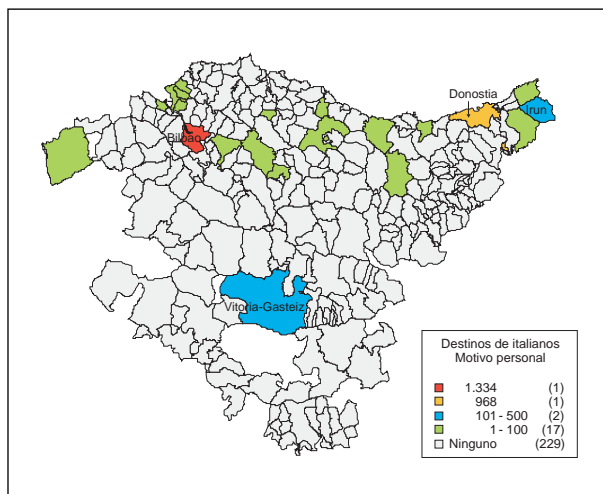 Donostia
Irun
Bilbao
Vitoria-Gasteiz
Destinos de italianos
Motivo personal
1.334 (1)
968 (1)
101 - 500 (2)
1 - 100 (17)
Ninguno (229)